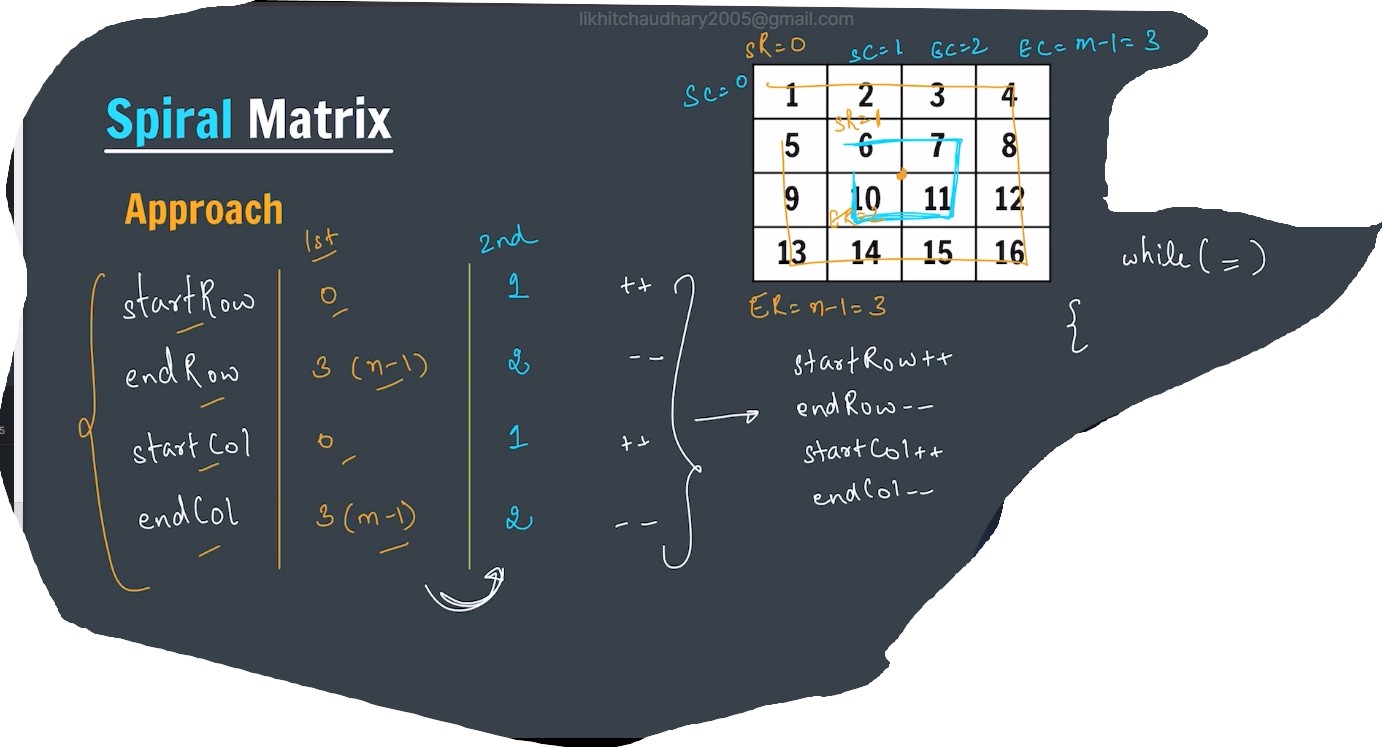 likhitchaudhary2005@gmail.com
SR=0
SC=1 EC=2 EC=m-1=3
SC=0
1 2 3 4
SR=1
5 6 7 8
9 10 11 12
ER=2
13 14 15 16
ER=n-1=3
Spiral Matrix
Approach
1st 2nd
startRow 0 1 ++
endRow 3 (n-1) 2 --
startCol 0 1 ++
endCol 3 (m-1) 2 --
startRow++
endRow--
startCol++
endCol--
while(=)
{
5